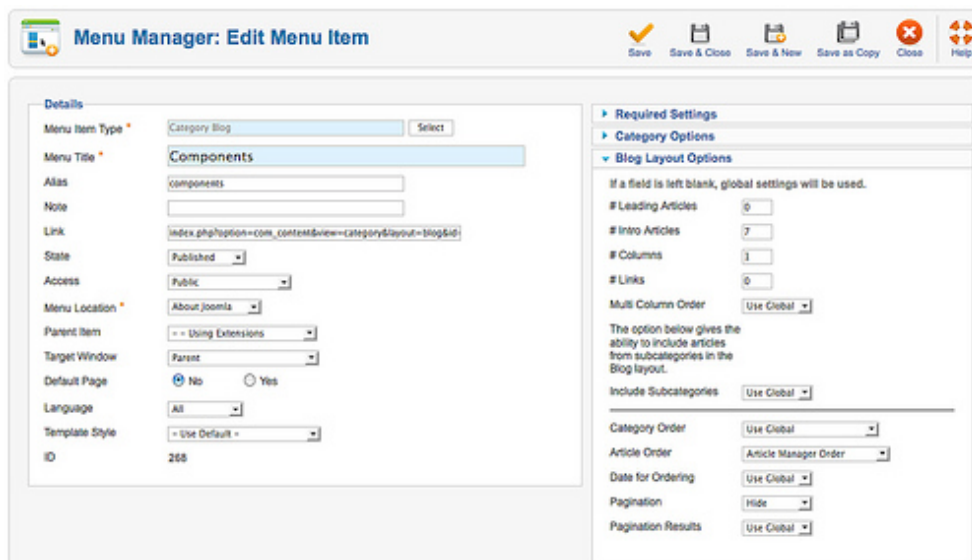 Menu Manager: Edit Menu Item
Save
Save & Close
Save & New
Save as Copy
Close
Help
Details
Menu Item Type *
Category Blog
Select
Menu Title *
Components
Alias
components
Note
Link
index.php?option=com_content&view=category&layout=blog&id=
State
Published
Access
Public
Menu Location *
About Joomla
Parent Item
- - Using Extensions
Target Window
Parent
Default Page
No
Yes
Language
All
Template Style
- Use Default -
ID
268
Required Settings
Category Options
Blog Layout Options
If a field is left blank, global settings will be used.
# Leading Articles
0
# Intro Articles
7
# Columns
1
# Links
0
Multi Column Order
Use Global
The option below gives the
ability to include articles
from subcategories in the
Blog layout.
Include Subcategories
Use Global
Category Order
Use Global
Article Order
Article Manager Order
Date for Ordering
Use Global
Pagination
Hide
Pagination Results
Use Global